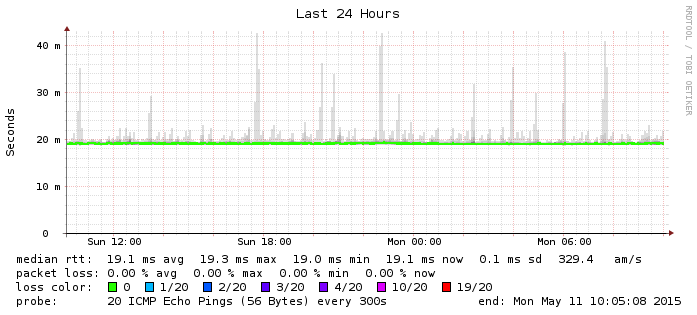 Last 24 Hours
RRDTOOL / TOBI OETIKER
Seconds
40 m
30 m
20 m
10 m
0
Sun 12:00 Sun 18:00 Mon 00:00 Mon 06:00
median rtt: 19.1 ms avg 19.3 ms max 19.0 ms min 19.1 ms now 0.1 ms sd 329.4 am/s
packet loss: 0.00 % avg 0.00 % max 0.00 % min 0.00 % now
loss color: 0 1/20 2/20 3/20 4/20 10/20 19/20
probe: 20 ICMP Echo Pings (56 Bytes) every 300s end: Mon May 11 10:05:08 2015